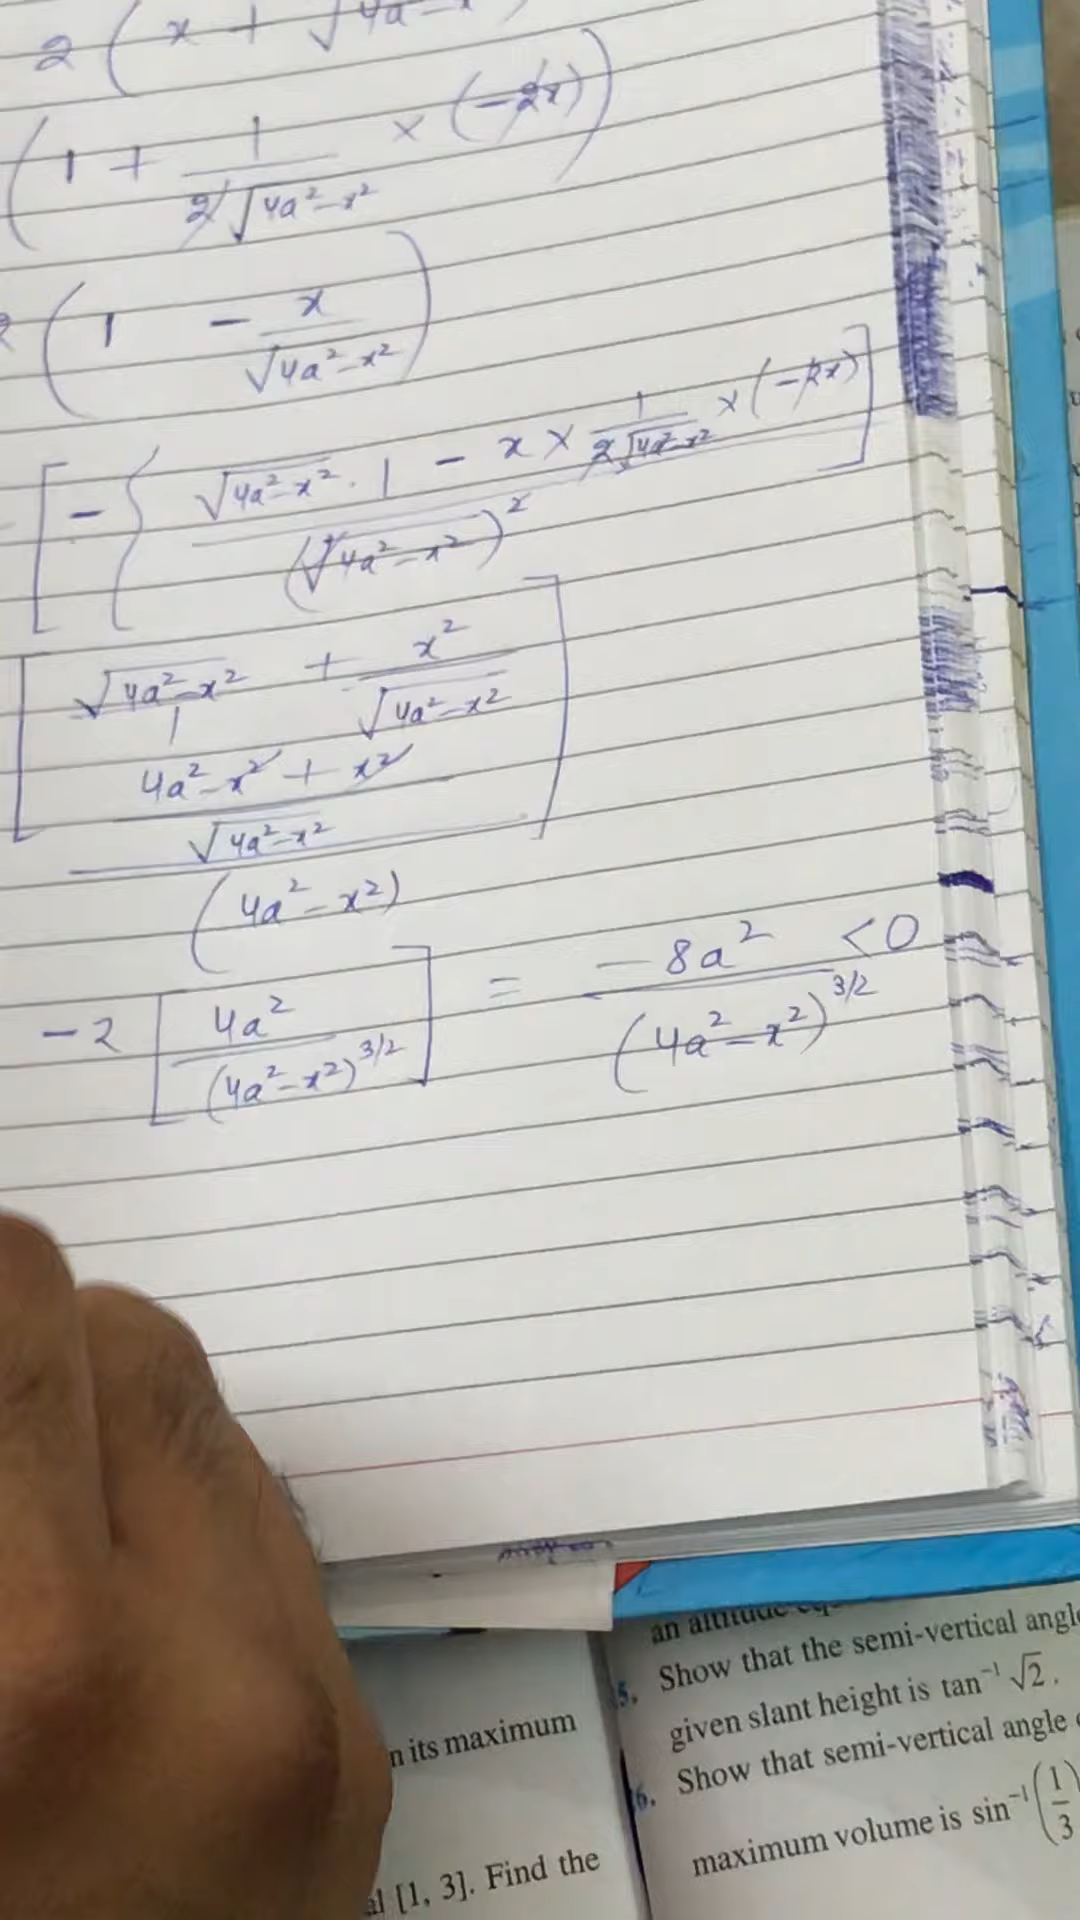 2 ( x + √4a
( 1 + 1 / 2√4a²-x² × (-2x) )
( 1 - x / √4a²-x² )
[ - { √4a²-x² . 1 - x × 1 / 2√4a²-x² × (-2x) ]
(√4a²-x²)²
[ √4a²-x² / 1 + x² / √4a²-x² ]
4a²-x² + x²
√4a²-x²
(4a²-x²)
-2 [ 4a² / (4a²-x²)^3/2 ] = -8a² / (4a²-x²)^3/2 <0
n its maximum
[1, 3]. Find the
an altitude
5. Show that the semi-vertical angle
given slant height is tan⁻¹ √2.
6. Show that semi-vertical angle
maximum volume is sin⁻¹ (1/3